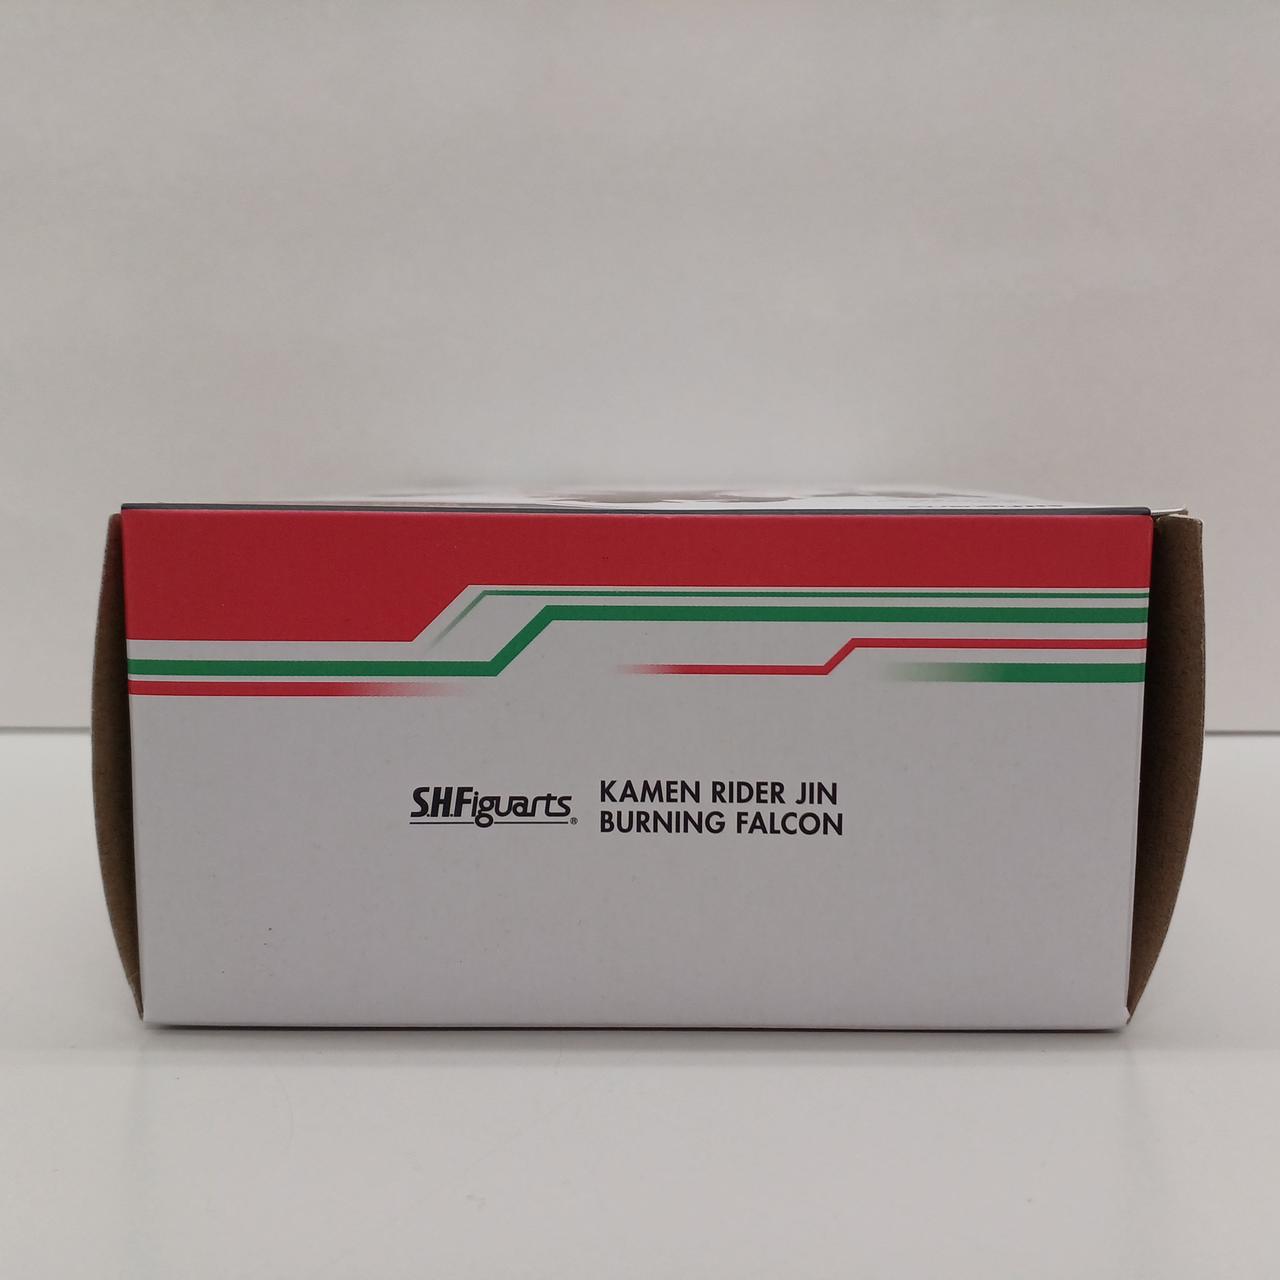 S.H.Figuarts®
KAMEN RIDER JIN
BURNING FALCON